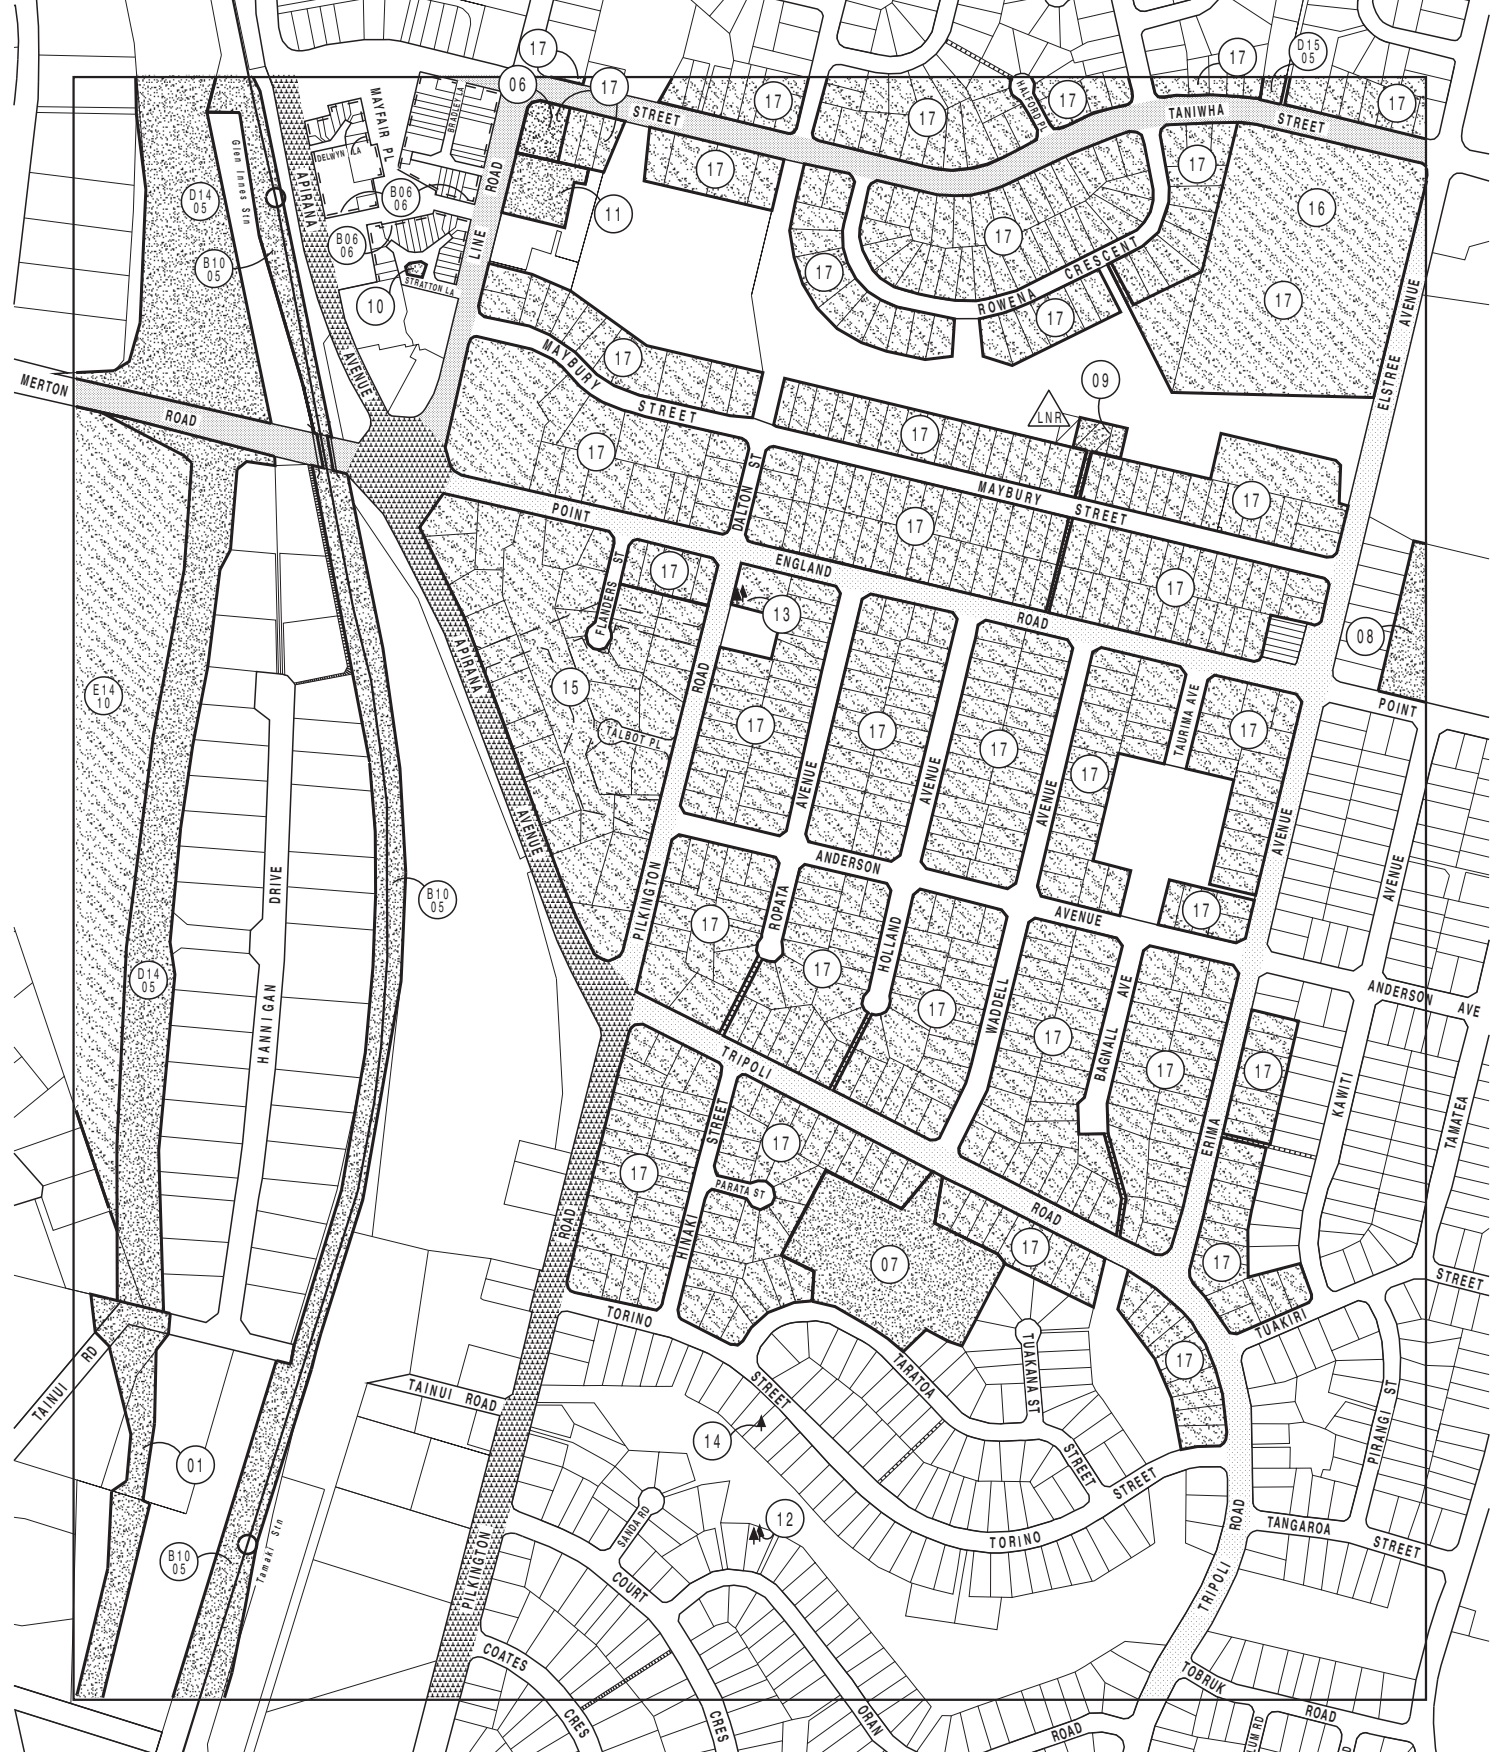 17
D15
05
17
06
17
17
17
17
17
HALFORD PL
STREET
TANIWHA
STREET
MAYFAIR PL
BRADLEY LA
DELWYN LA
Glen Innes Stn
APIRANA
ROAD
LINE
17
17
16
D14
05
B06
06
11
B06
06
B10
05
17
17
CRESCENT
ROWENA
17
17
10
STRATTON LA
AVENUE
ELSTREE
AVENUE
MERTON
ROAD
MAYBURY
17
STREET
09
LNR
17
17
DALTON ST
MAYBURY
STREET
17
17
POINT
ENGLAND
ROAD
FLANDERS ST
17
13
17
08
APIRANA
15
ROAD
E14
10
TALBOT PL
17
17
17
17
TAURIMA AVE
17
POINT
AVENUE
AVENUE
AVENUE
AVENUE
AVENUE
AVENUE
ANDERSON
AVENUE
17
DRIVE
B10
05
PILKINGTON
17
ROPATA
17
HOLLAND
17
D14
05
HANNIGAN
WADDELL
BAGNALL AVE
17
17
17
ANDERSON AVE
KAWITI
TAMATEA
TRIPOLI
STREET
17
17
PARATA ST
ERIMA
ROAD
HINAKI
ROAD
17
17
07
STREET
TORINO
TUAKIRI
TAINUI RD
TUAKANA ST
17
TARATOA
TAINUI ROAD
STREET
14
STREET
PIRANGI ST
01
STREET
SANDA RD
12
TORINO
ROAD
TANGAROA
STREET
B10
05
Tamaki Stn
PILKINGTON
COURT
TRIPOLI
COATES
CRES
CRES
ORAN
ROAD
TOBRUK
ROAD
LUM RD